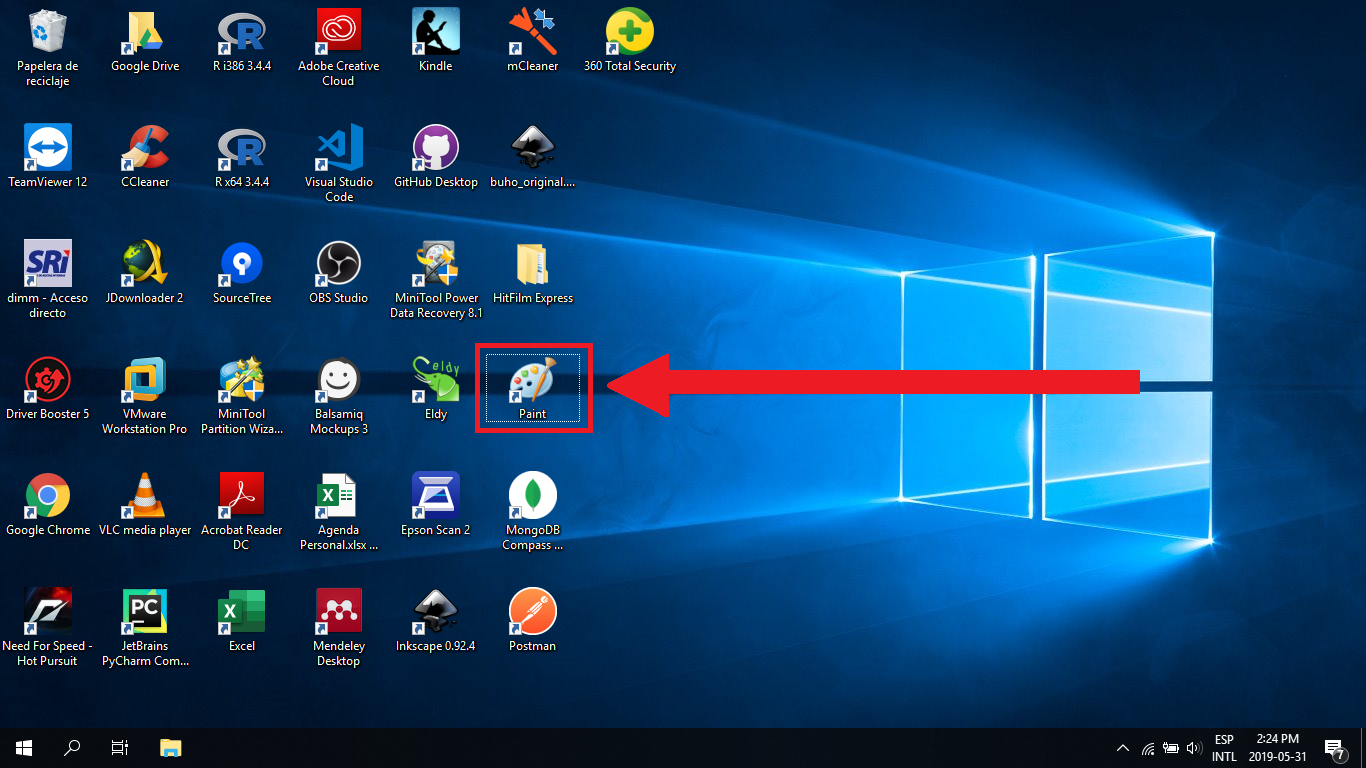 Papelera de
reciclaje
Google Drive
R i386 3.4.4
Adobe Creative
Cloud
Kindle
mCleaner
360 Total Security
TeamViewer 12
CCleaner
R x64 3.4.4
Visual Studio
Code
GitHub Desktop
buho_original....
SRi
dimm - Acceso
directo
JDownloader 2
SourceTree
OBS Studio
MiniTool Power
Data Recovery 8.1
HitFilm Express
Driver Booster 5
VMware
Workstation Pro
MiniTool
Partition Wiza...
Balsamiq
Mockups 3
eldy
Eldy
Paint
Google Chrome
VLC media player
Acrobat Reader
DC
X
Agenda
Personal.xlsx ...
Epson Scan 2
MongoDB
Compass ...
Need For Speed -
Hot Pursuit
PC
JetBrains
PyCharm Com...
X
Excel
Mendeley
Desktop
Inkscape 0.92.4
Postman
ESP
INTL
2:24 PM
2019-05-31
7